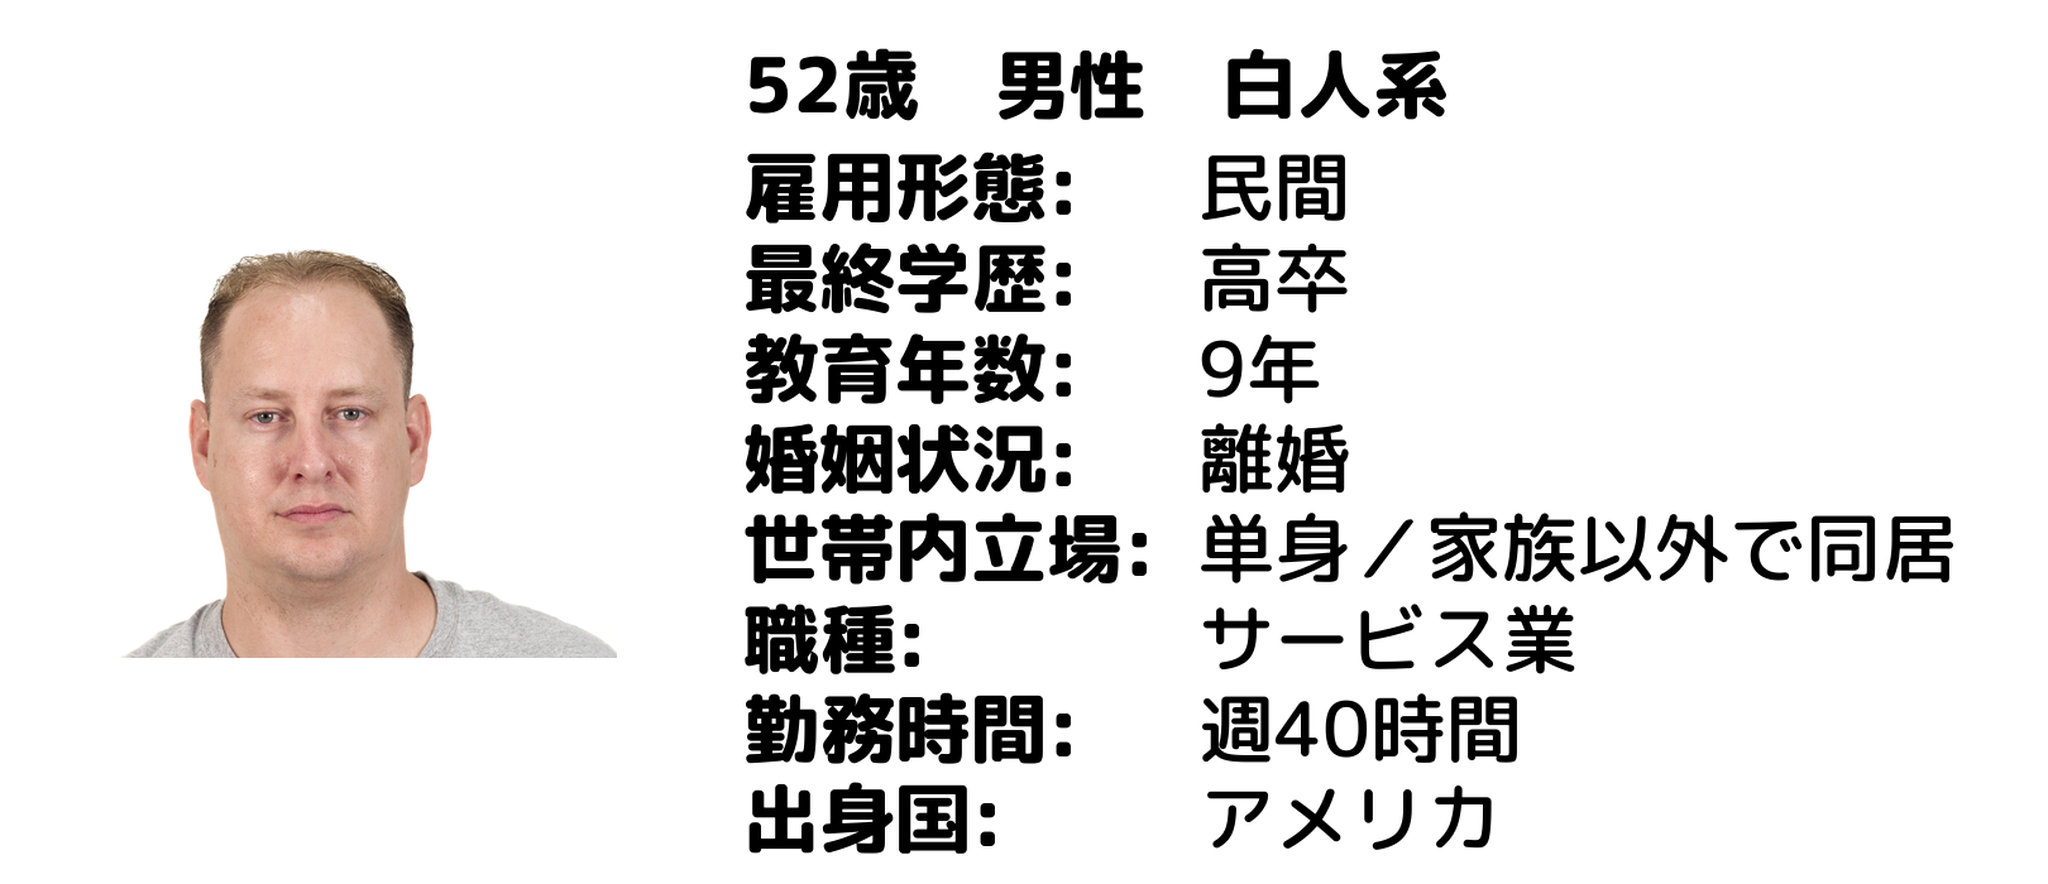 52歳　男性　白人系
雇用形態:　民間
最終学歴:　高卒
教育年数:　9年
婚姻状況:　離婚
世帯内立場:　単身／家族以外で同居
職種:　サービス業
勤務時間:　週40時間
出身国:　アメリカ